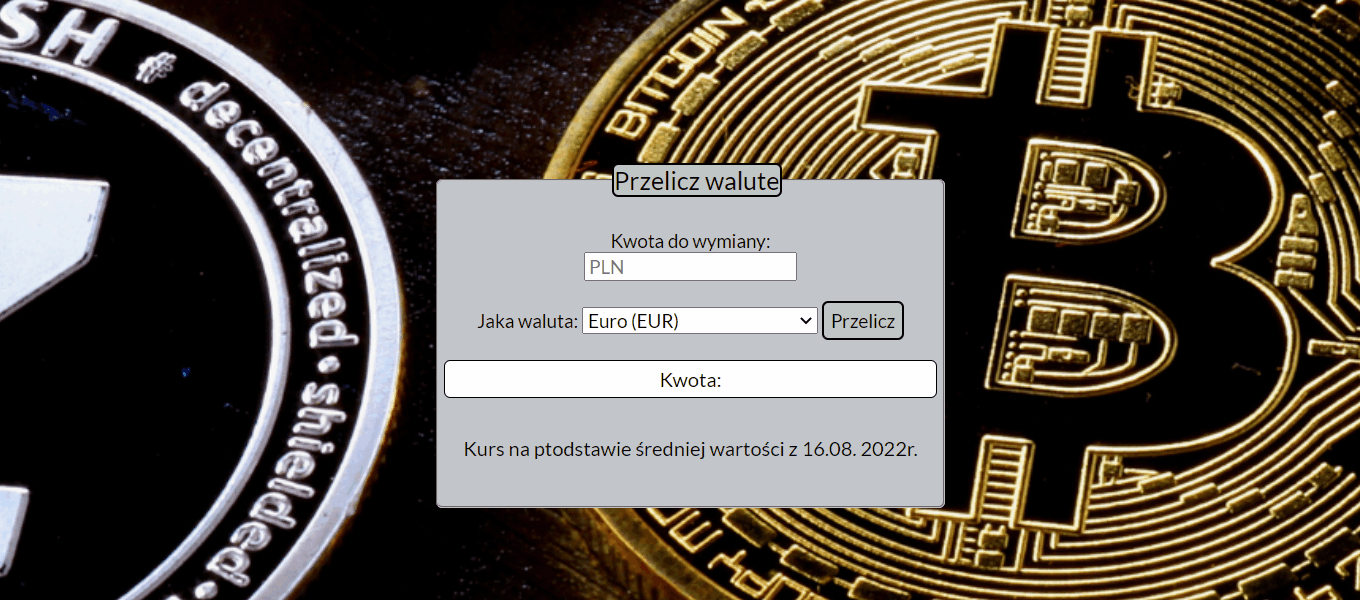 SH # decentralized • shielded •
BITCOIN
Przelicz walute
Kwota do wymiany:
PLN
Jaka waluta: Euro (EUR) Przelicz
Kwota:
Kurs na ptodstawie średniej wartości z 16.08. 2022r.